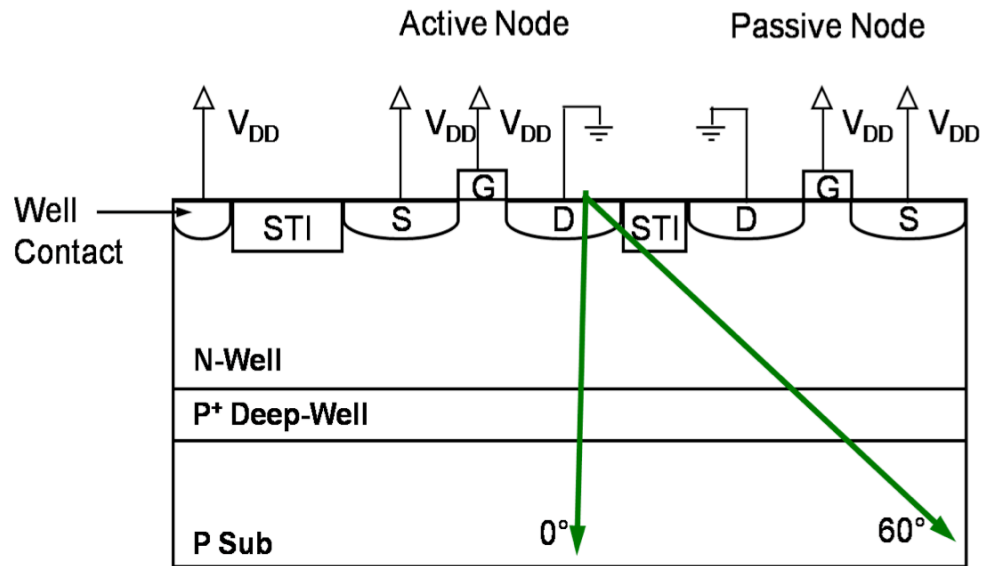 Active Node
Passive Node
V_DD
V_DD
V_DD
V_DD
V_DD
Well
Contact
STI
S
G
D
STI
D
G
S
N-Well
P⁺ Deep-Well
P Sub
0°
60°